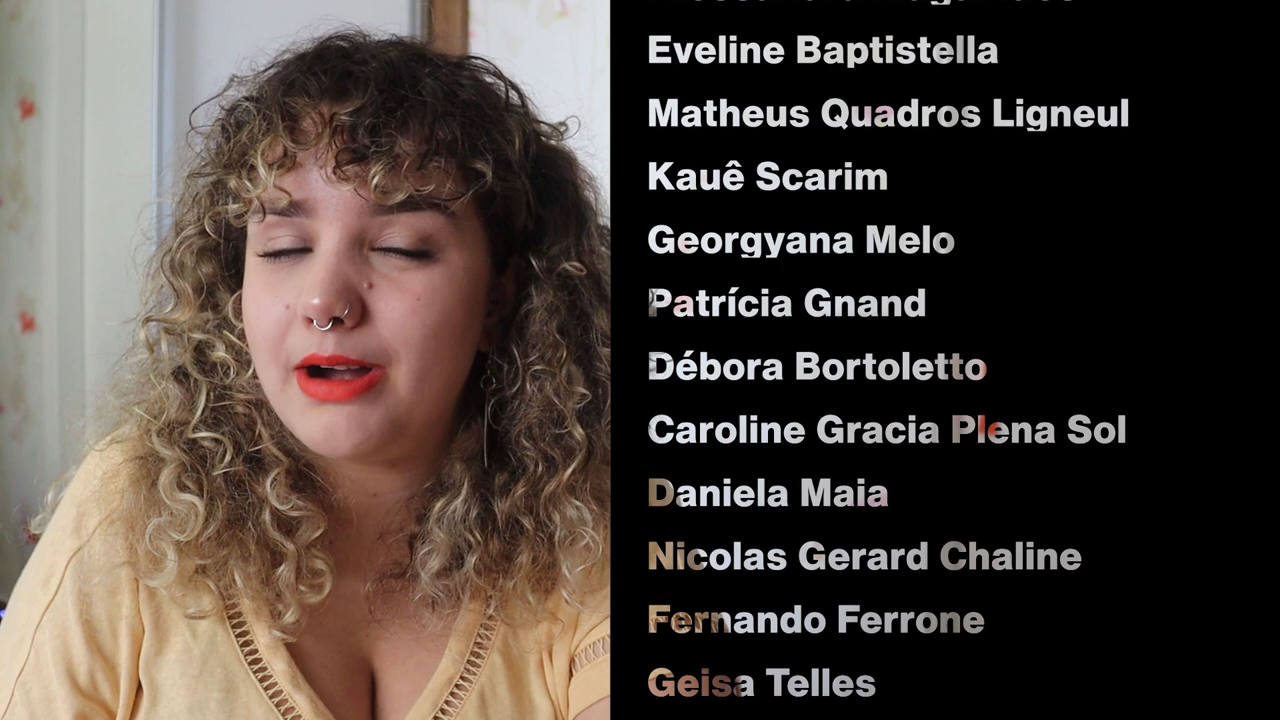 Eveline Baptistella
Matheus Quadros Ligneul
Kauê Scarim
Georgyana Melo
Patrícia Gnand
Débora Bortoletto
Caroline Gracia Plena Sol
Daniela Maia
Nicolas Gerard Chaline
Fernando Ferrone
Geisa Telles